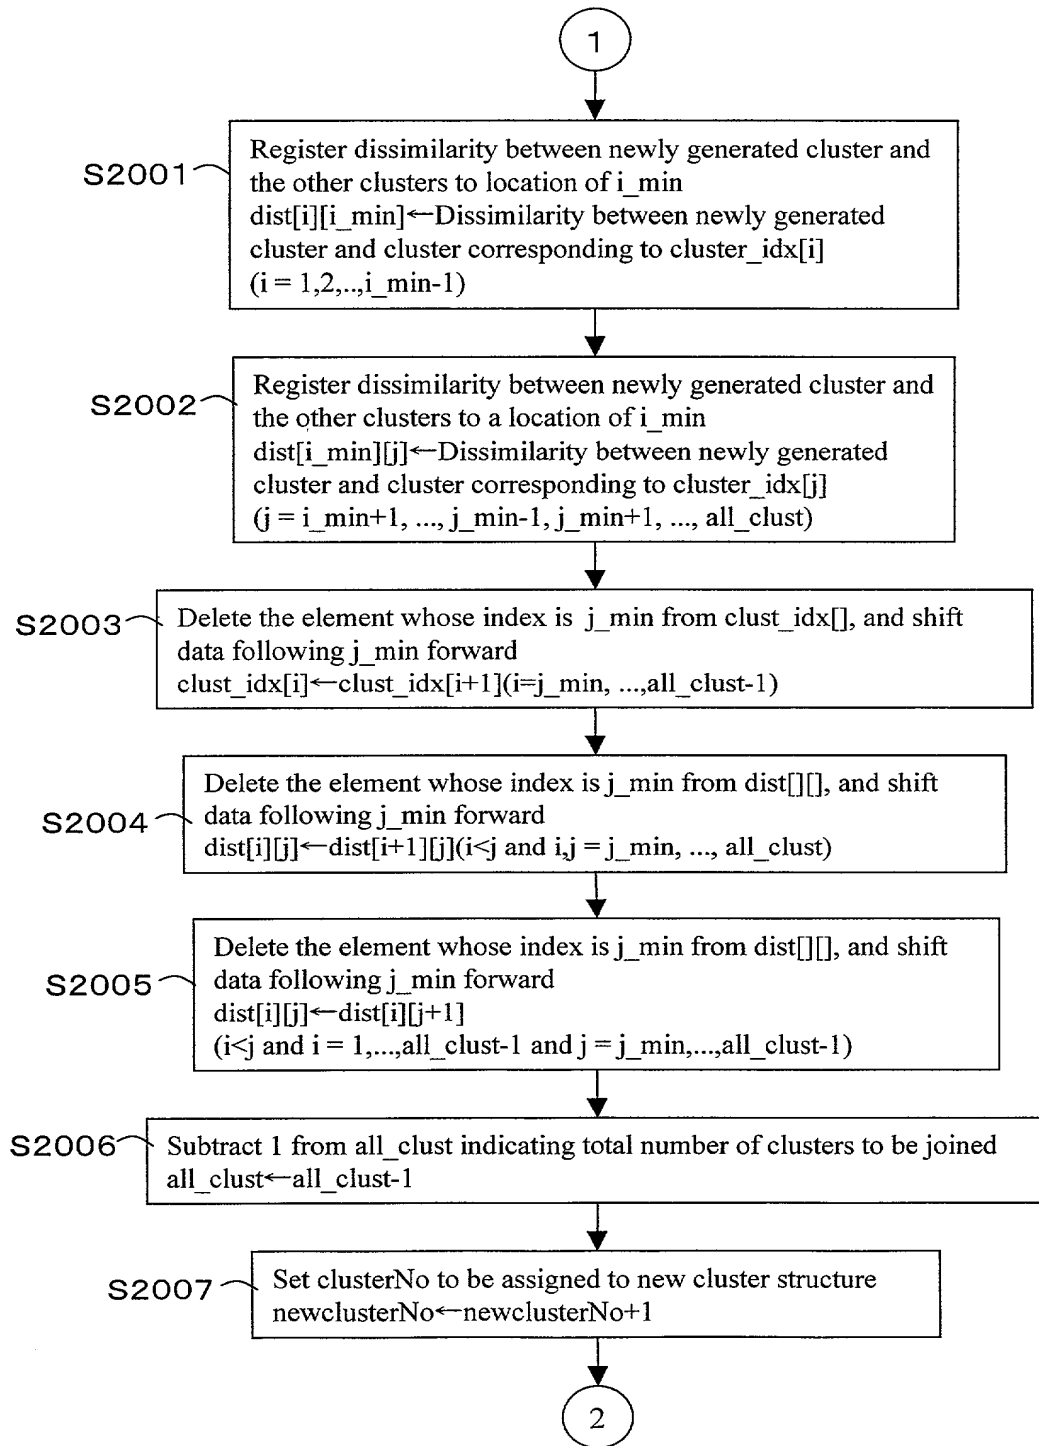 1
S2001
Register dissimilarity between newly generated cluster and
the other clusters to location of i_min
dist[i][i_min]←Dissimilarity between newly generated
cluster and cluster corresponding to cluster_idx[i]
(i = 1,2,..,i_min-1)
S2002
Register dissimilarity between newly generated cluster and
the other clusters to a location of i_min
dist[i_min][j]←Dissimilarity between newly generated
cluster and cluster corresponding to cluster_idx[j]
(j = i_min+1, ..., j_min-1, j_min+1, ..., all_clust)
S2003
Delete the element whose index is j_min from clust_idx[], and shift
data following j_min forward
clust_idx[i]←clust_idx[i+1](i=j_min, ...,all_clust-1)
S2004
Delete the element whose index is j_min from dist[][], and shift
data following j_min forward
dist[i][j]←dist[i+1][j](i<j and i,j = j_min, ..., all_clust)
S2005
Delete the element whose index is j_min from dist[][], and shift
data following j_min forward
dist[i][j]←dist[i][j+1]
(i<j and i = 1,...,all_clust-1 and j = j_min,...,all_clust-1)
S2006
Subtract 1 from all_clust indicating total number of clusters to be joined
all_clust←all_clust-1
S2007
Set clusterNo to be assigned to new cluster structure
newclusterNo←newclusterNo+1
2